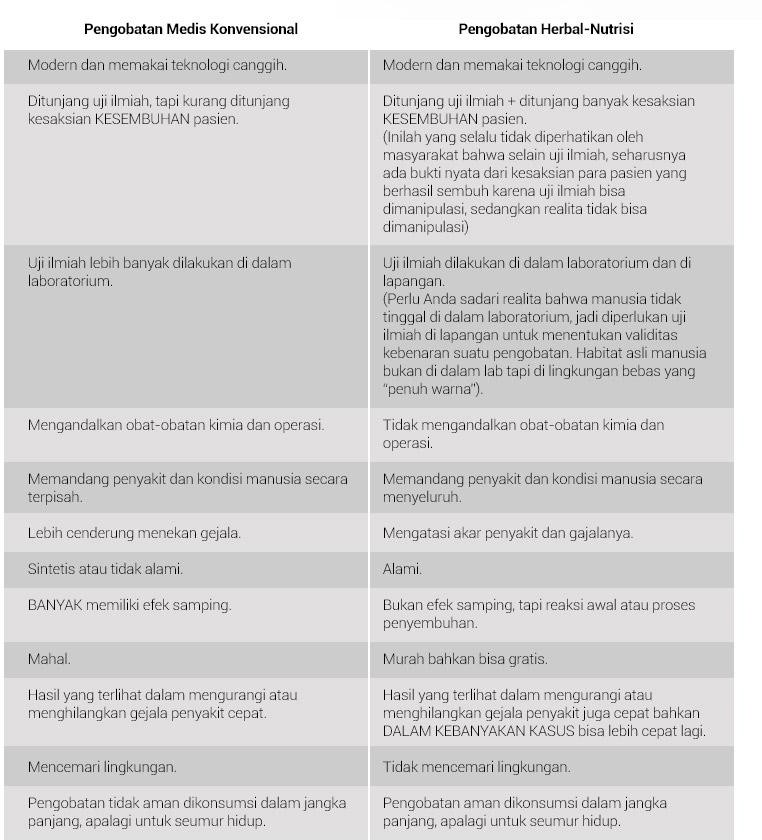 Pengobatan Medis Konvensional
Pengobatan Herbal-Nutrisi
Modern dan memakai teknologi canggih.
Modern dan memakai teknologi canggih.
Ditunjang uji ilmiah, tapi kurang ditunjang
kesaksian KESEMBUHAN pasien.
Ditunjang uji ilmiah + ditunjang banyak kesaksian
KESEMBUHAN pasien.
(Inilah yang selalu tidak diperhatikan oleh
masyarakat bahwa selain uji ilmiah, seharusnya
ada bukti nyata dari kesaksian para pasien yang
berhasil sembuh karena uji ilmiah bisa
dimanipulasi, sedangkan realita tidak bisa
dimanipulasi)
Uji ilmiah lebih banyak dilakukan di dalam
laboratorium.
Uji ilmiah dilakukan di dalam laboratorium dan di
lapangan.
(Perlu Anda sadari realita bahwa manusia tidak
tinggal di dalam laboratorium, jadi diperlukan uji
ilmiah di lapangan untuk menentukan validitas
kebenaran suatu pengobatan. Habitat asli manusia
bukan di dalam lab tapi di lingkungan bebas yang
“penuh warna”).
Mengandalkan obat-obatan kimia dan operasi.
Tidak mengandalkan obat-obatan kimia dan
operasi.
Memandang penyakit dan kondisi manusia secara
terpisah.
Memandang penyakit dan kondisi manusia secara
menyeluruh.
Lebih cenderung menekan gejala.
Mengatasi akar penyakit dan gajalanya.
Sintetis atau tidak alami.
Alami.
BANYAK memiliki efek samping.
Bukan efek samping, tapi reaksi awal atau proses
penyembuhan.
Mahal.
Murah bahkan bisa gratis.
Hasil yang terlihat dalam mengurangi atau
menghilangkan gejala penyakit cepat.
Hasil yang terlihat dalam mengurangi atau
menghilangkan gejala penyakit juga cepat bahkan
DALAM KEBANYAKAN KASUS bisa lebih cepat lagi.
Mencemari lingkungan.
Tidak mencemari lingkungan.
Pengobatan tidak aman dikonsumsi dalam jangka
panjang, apalagi untuk seumur hidup.
Pengobatan aman dikonsumsi dalam jangka
panjang, apalagi untuk seumur hidup.